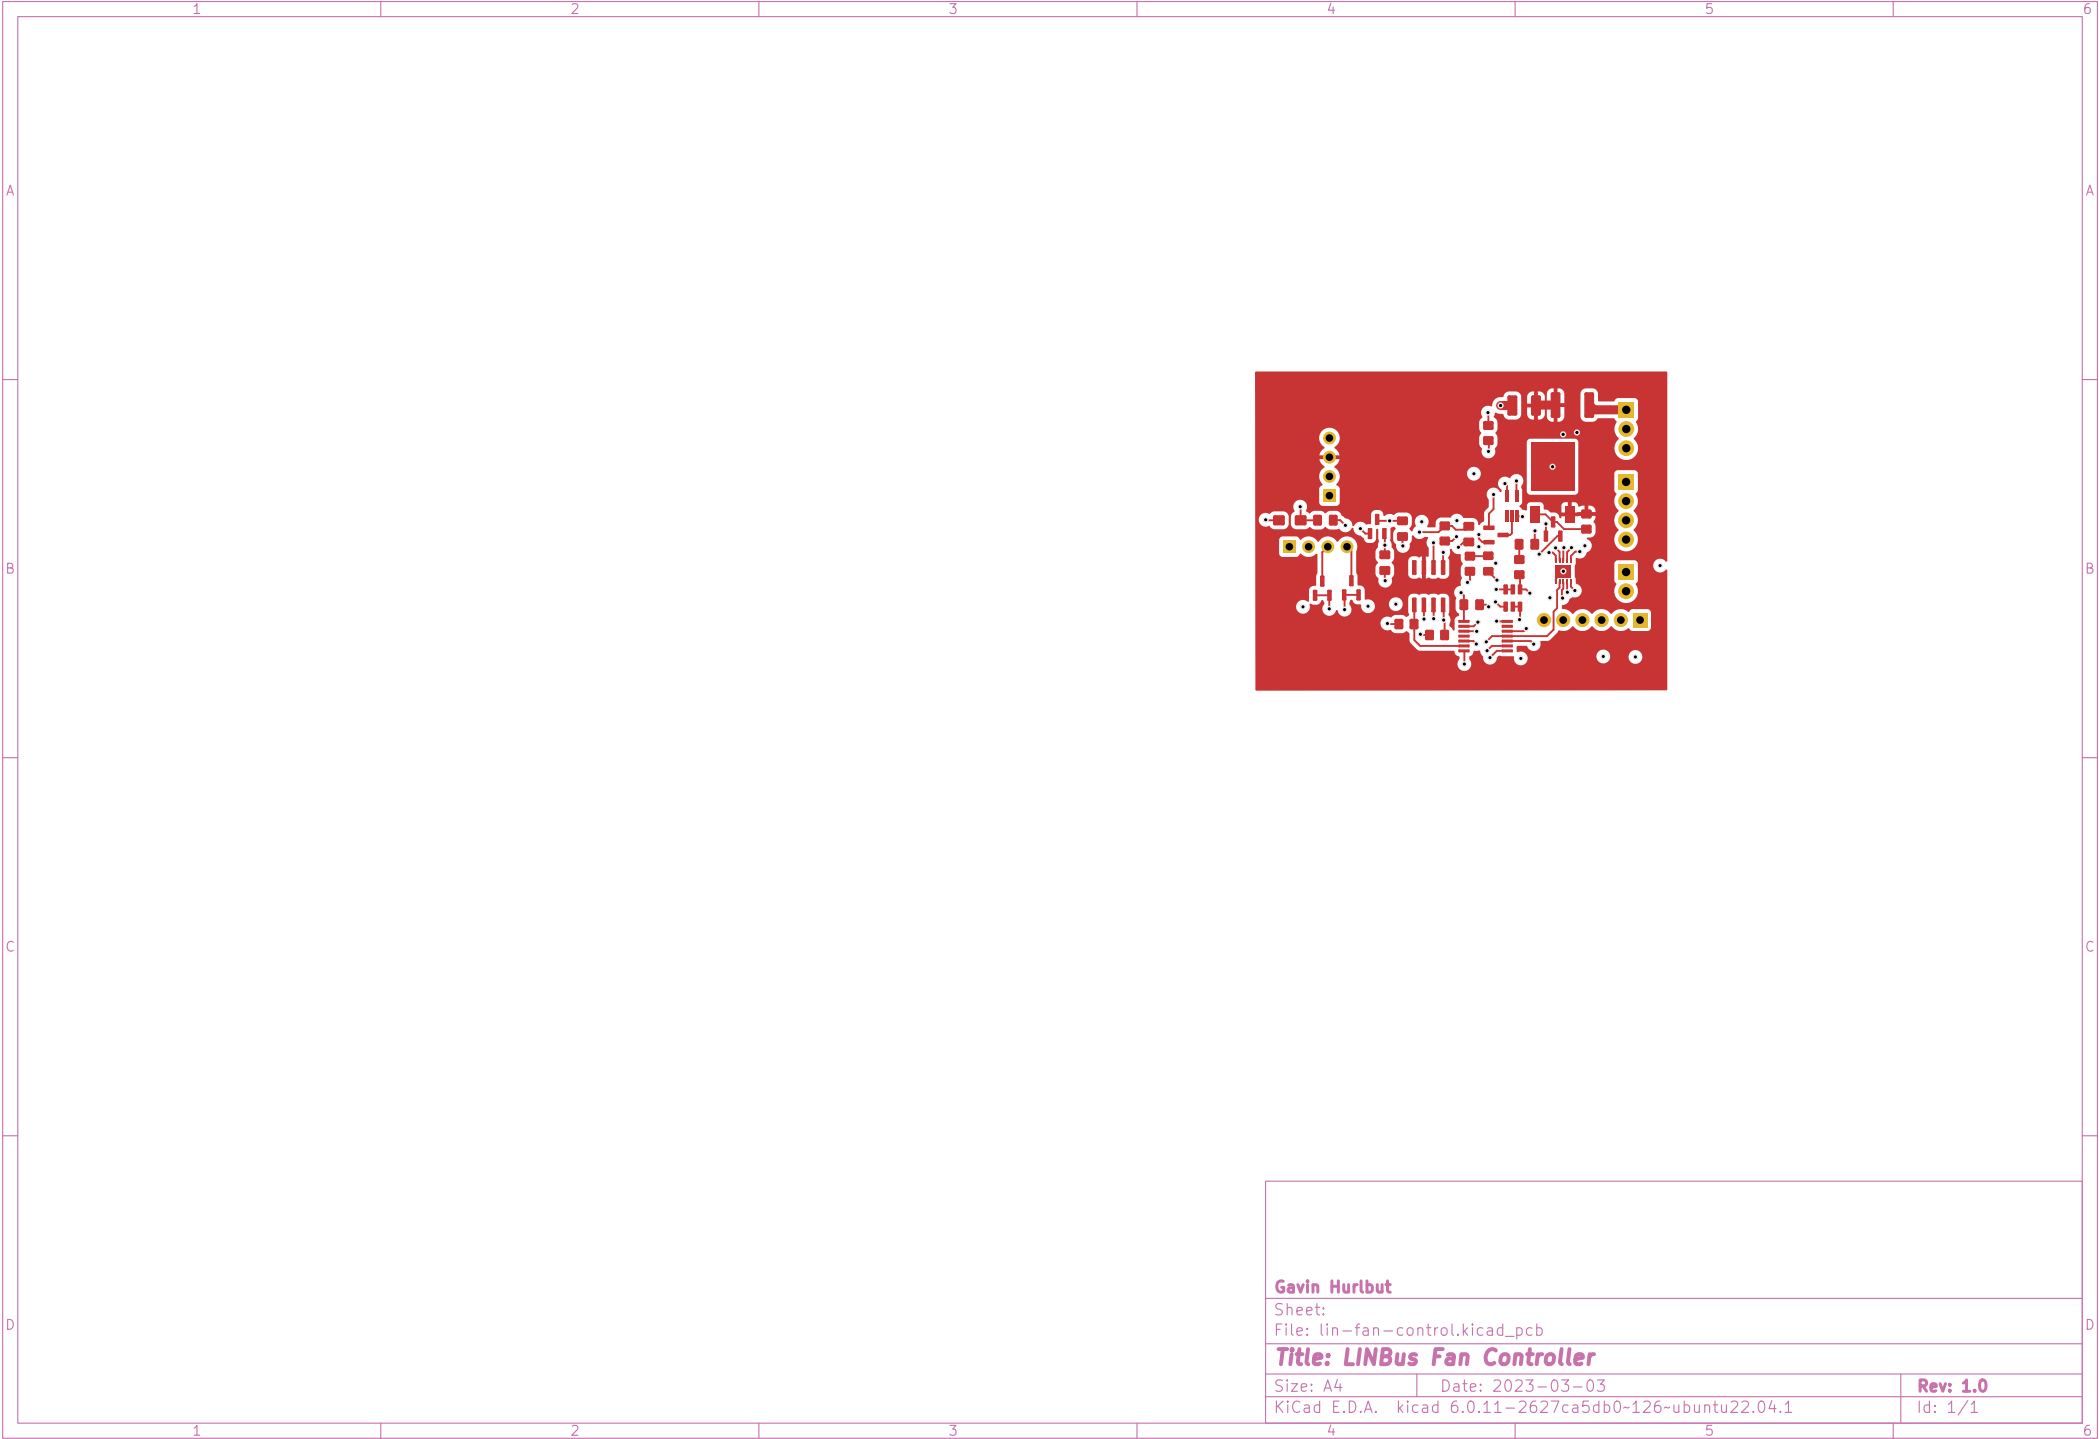 1 2 3 4 5 6
A A
B B
C C
D D
Gavin Hurlbut
Sheet:
File: lin-fan-control.kicad_pcb
Title: LINBus Fan Controller
Size: A4 Date: 2023-03-03 Rev: 1.0
KiCad E.D.A. kicad 6.0.11-2627ca5db0~126~ubuntu22.04.1 Id: 1/1
1 2 3 4 5 6